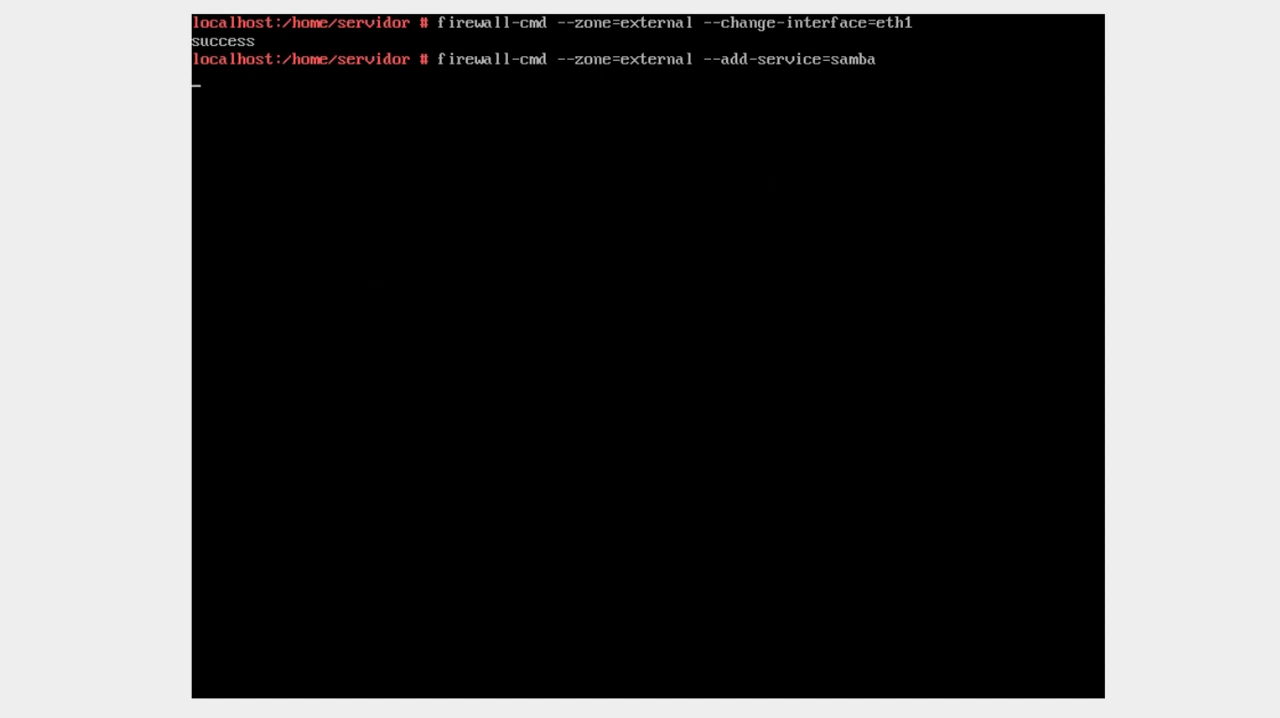 localhost:/home/servidor # firewall-cmd --zone=external --change-interface=eth1
success
localhost:/home/servidor # firewall-cmd --zone=external --add-service=samba